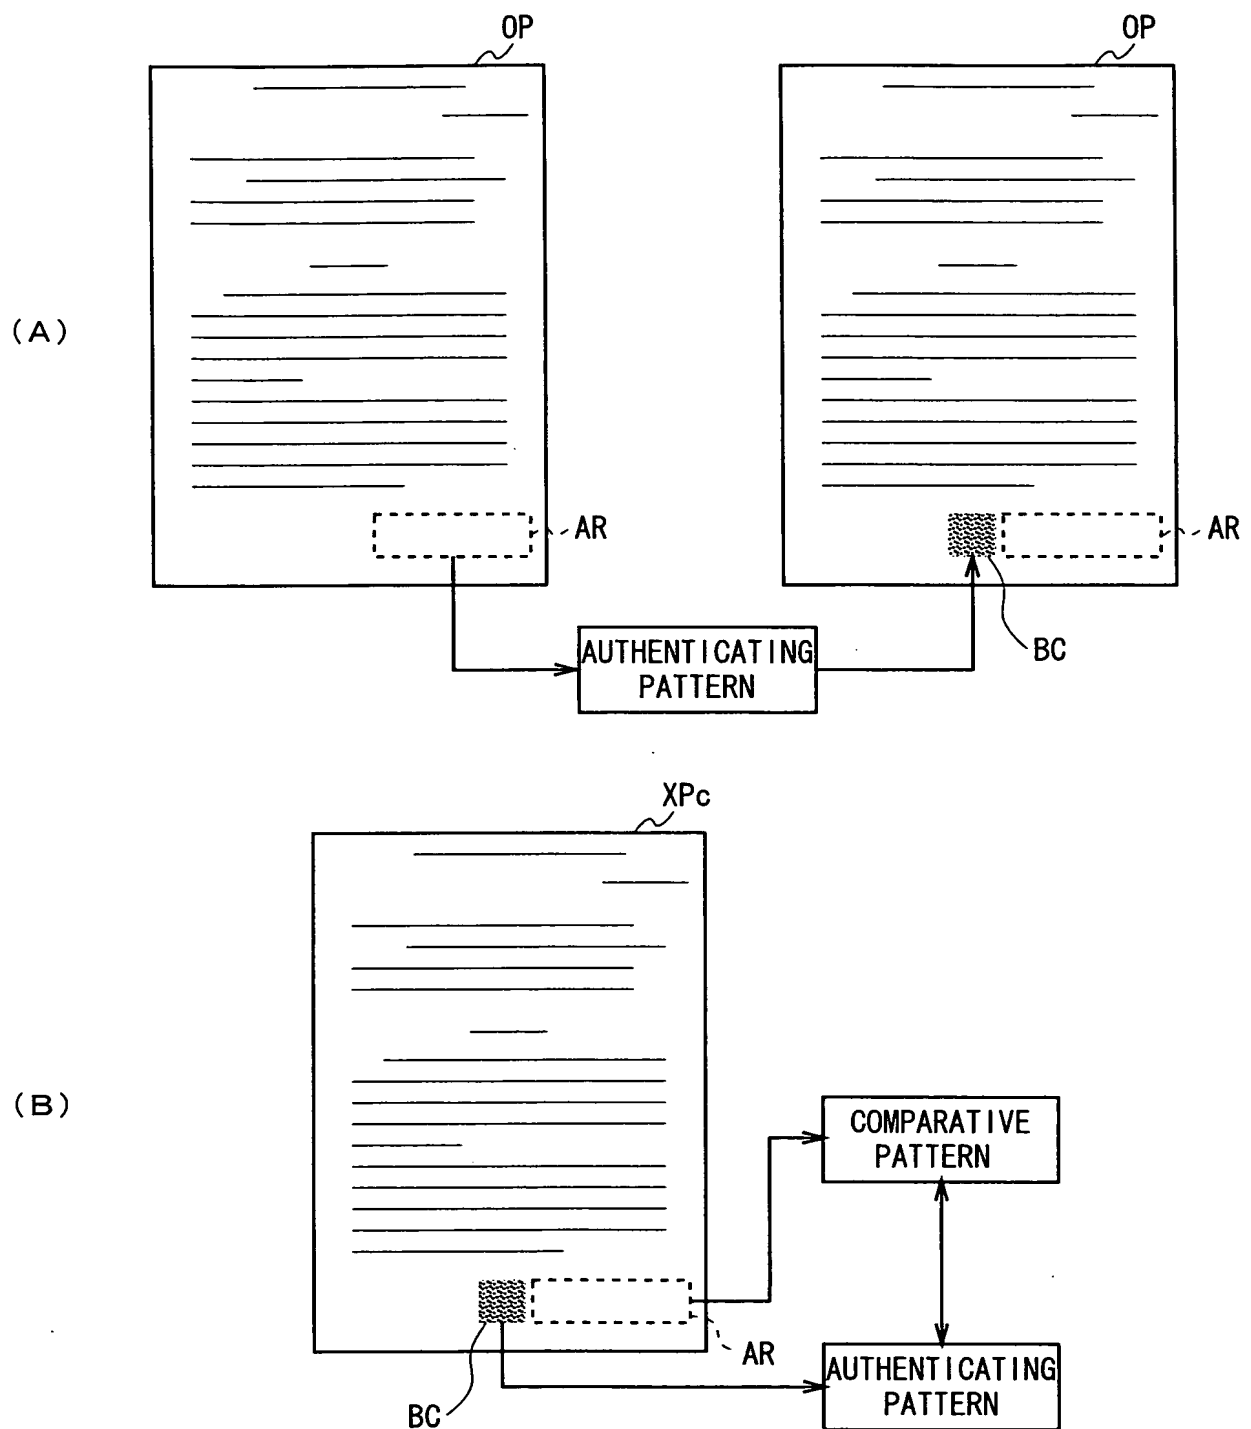 OP
OP
(A)
AR
AR
AUTHENTICATING
PATTERN
BC
XPc
(B)
COMPARATIVE
PATTERN
AR
AUTHENTICATING
PATTERN
BC